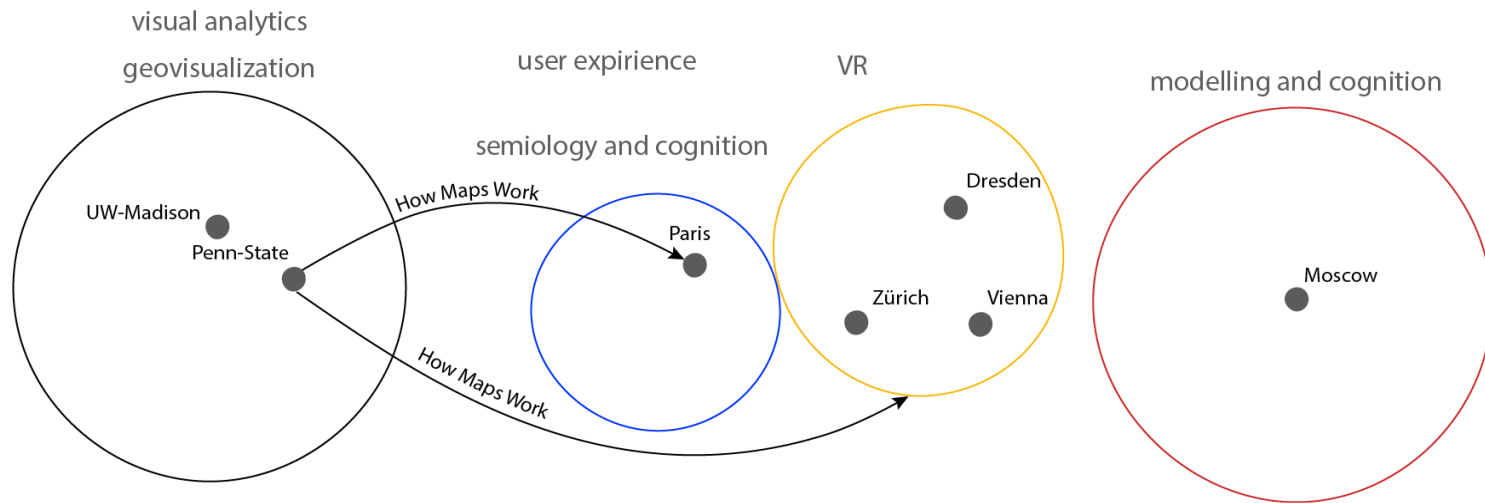 visual analytics
geovisualization
user expirience
VR
modelling and cognition
semiology and cognition
How Maps Work
UW-Madison
Penn-State
Paris
Dresden
Zürich
Vienna
Moscow
How Maps Work